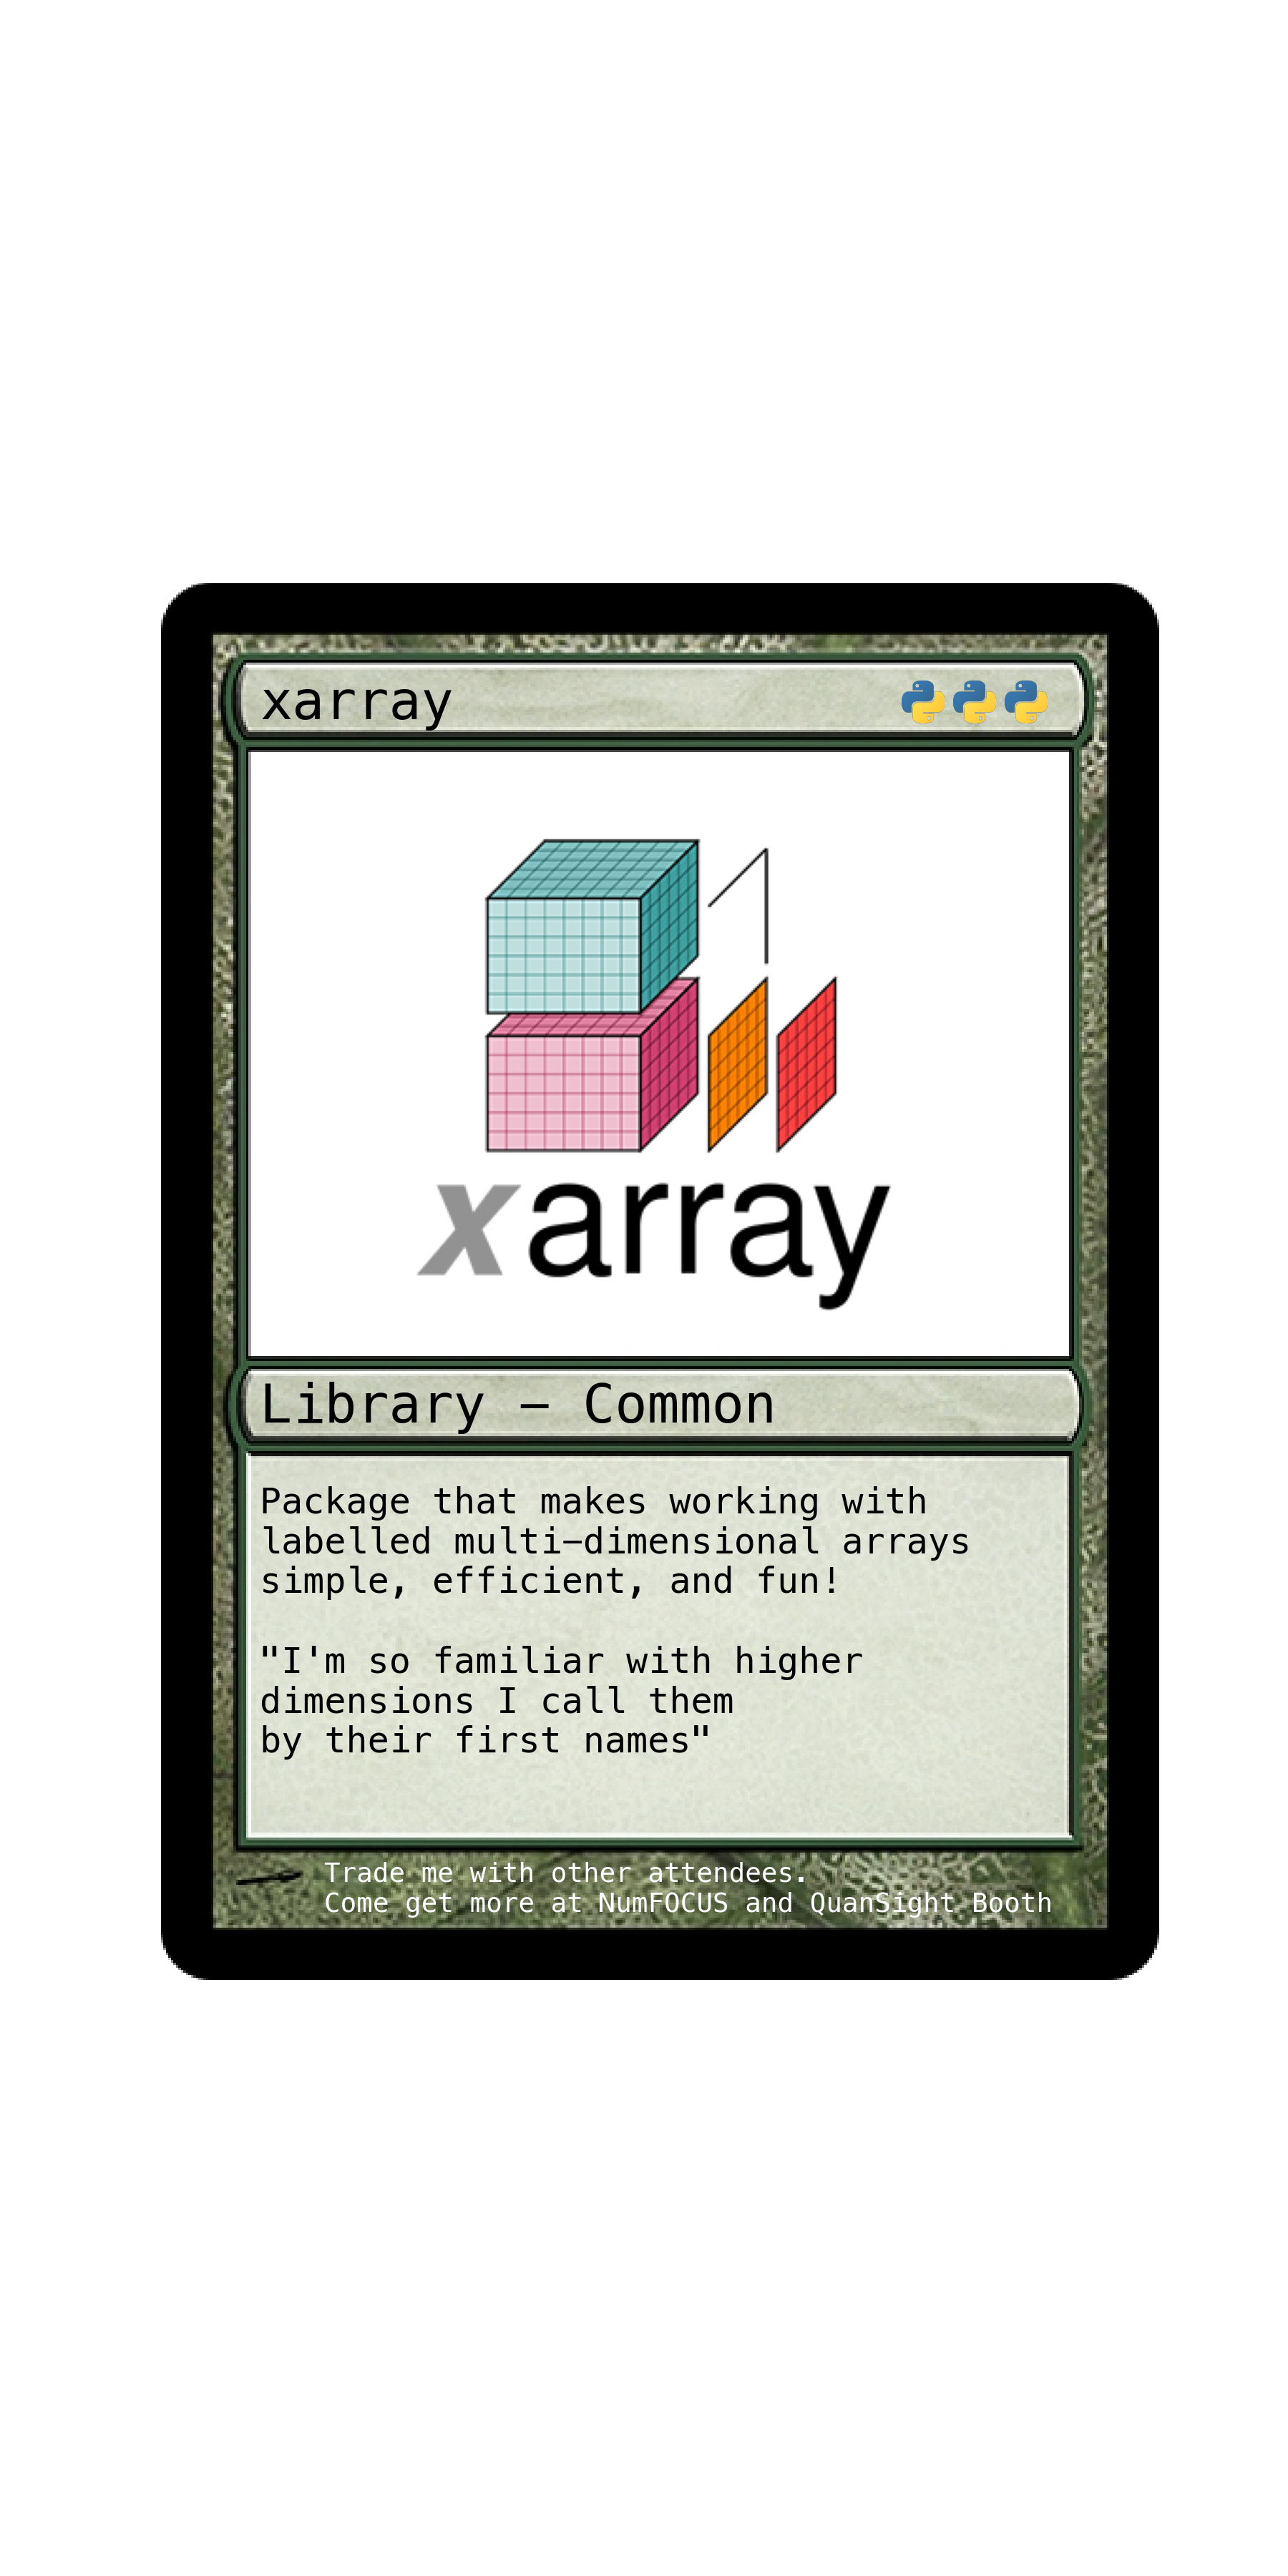 xarray
xarray
Library – Common
Package that makes working with
labelled multi–dimensional arrays
simple, efficient, and fun!
"I'm so familiar with higher
dimensions I call them
by their first names"
Trade me with other attendees.
Come get more at NumFOCUS and QuanSight Booth